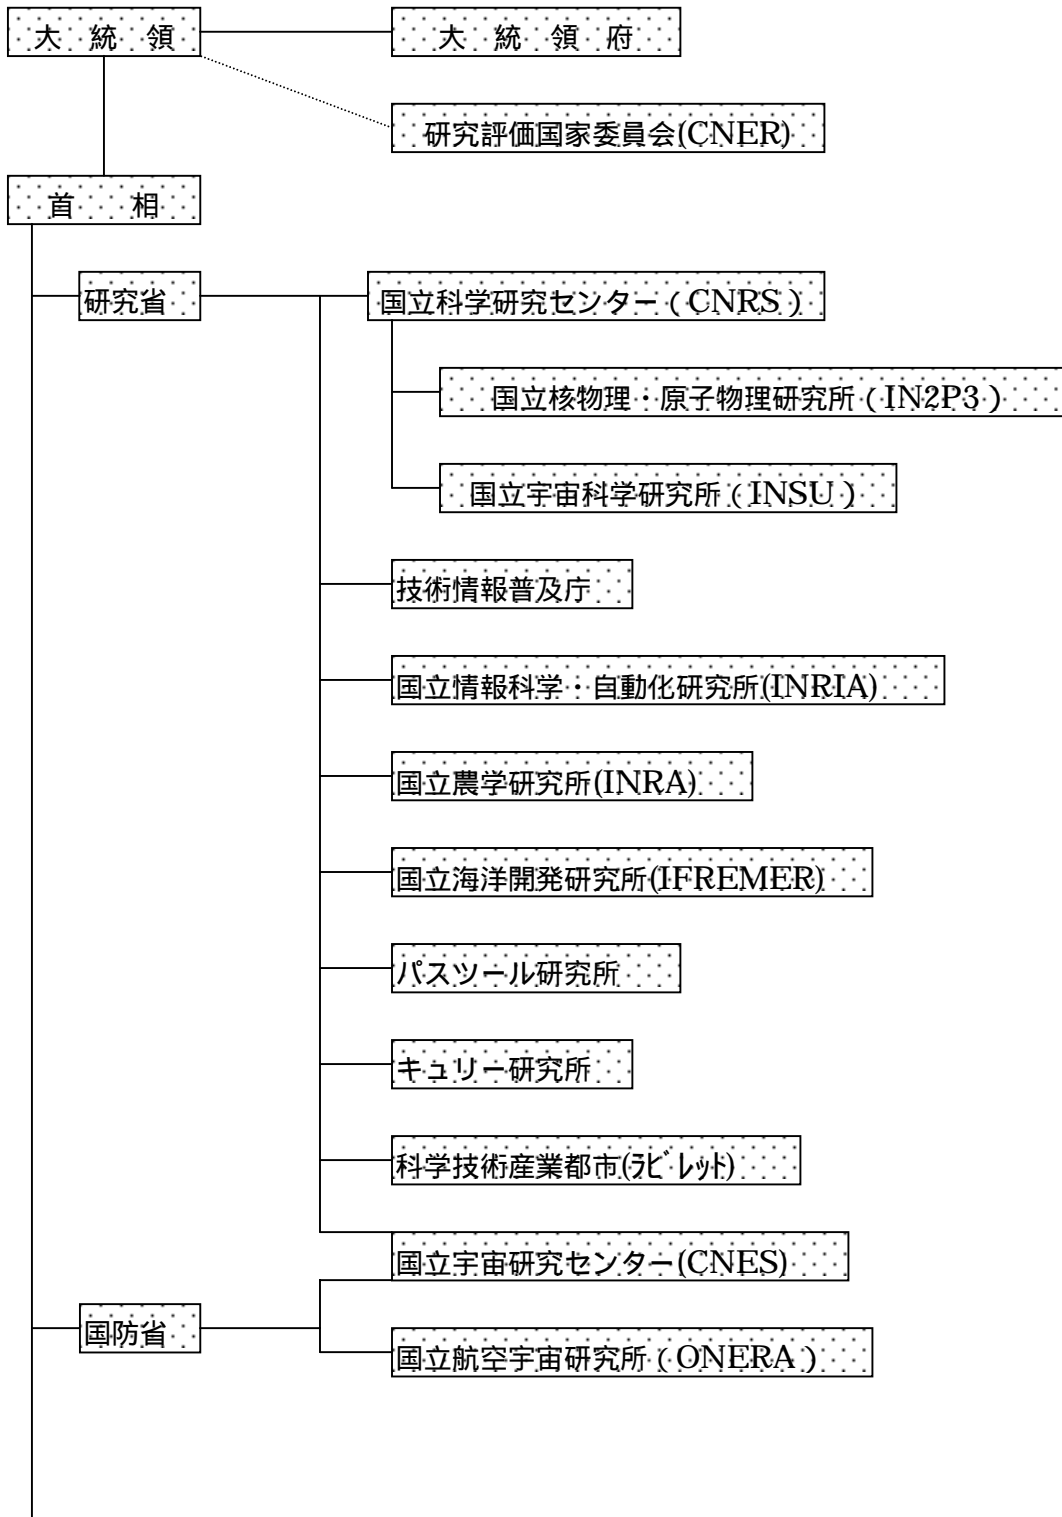 大 統 領
大 統 領 府
研究評価国家委員会(CNER)
首 相
研究省
国立科学研究センター（CNRS）
国立核物理・原子物理研究所（IN2P3）
国立宇宙科学研究所（INSU）
技術情報普及庁
国立情報科学・自動化研究所(INRIA)
国立農学研究所(INRA)
国立海洋開発研究所(IFREMER)
パスツール研究所
キュリー研究所
科学技術産業都市(ﾗﾋﾞﾚｯﾄ)
国立宇宙研究センター(CNES)
国防省
国立航空宇宙研究所（ONERA）